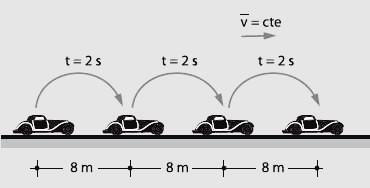 v̅ = cte
t = 2 s t = 2 s t = 2 s
8 m 8 m 8 m